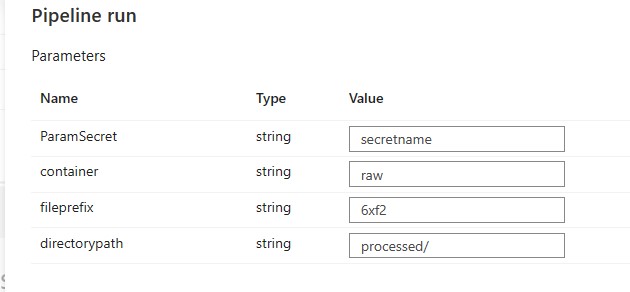 Pipeline run
Parameters
Name Type Value
ParamSecret string secretname
container string raw
fileprefix string 6xf2
directorypath string processed/